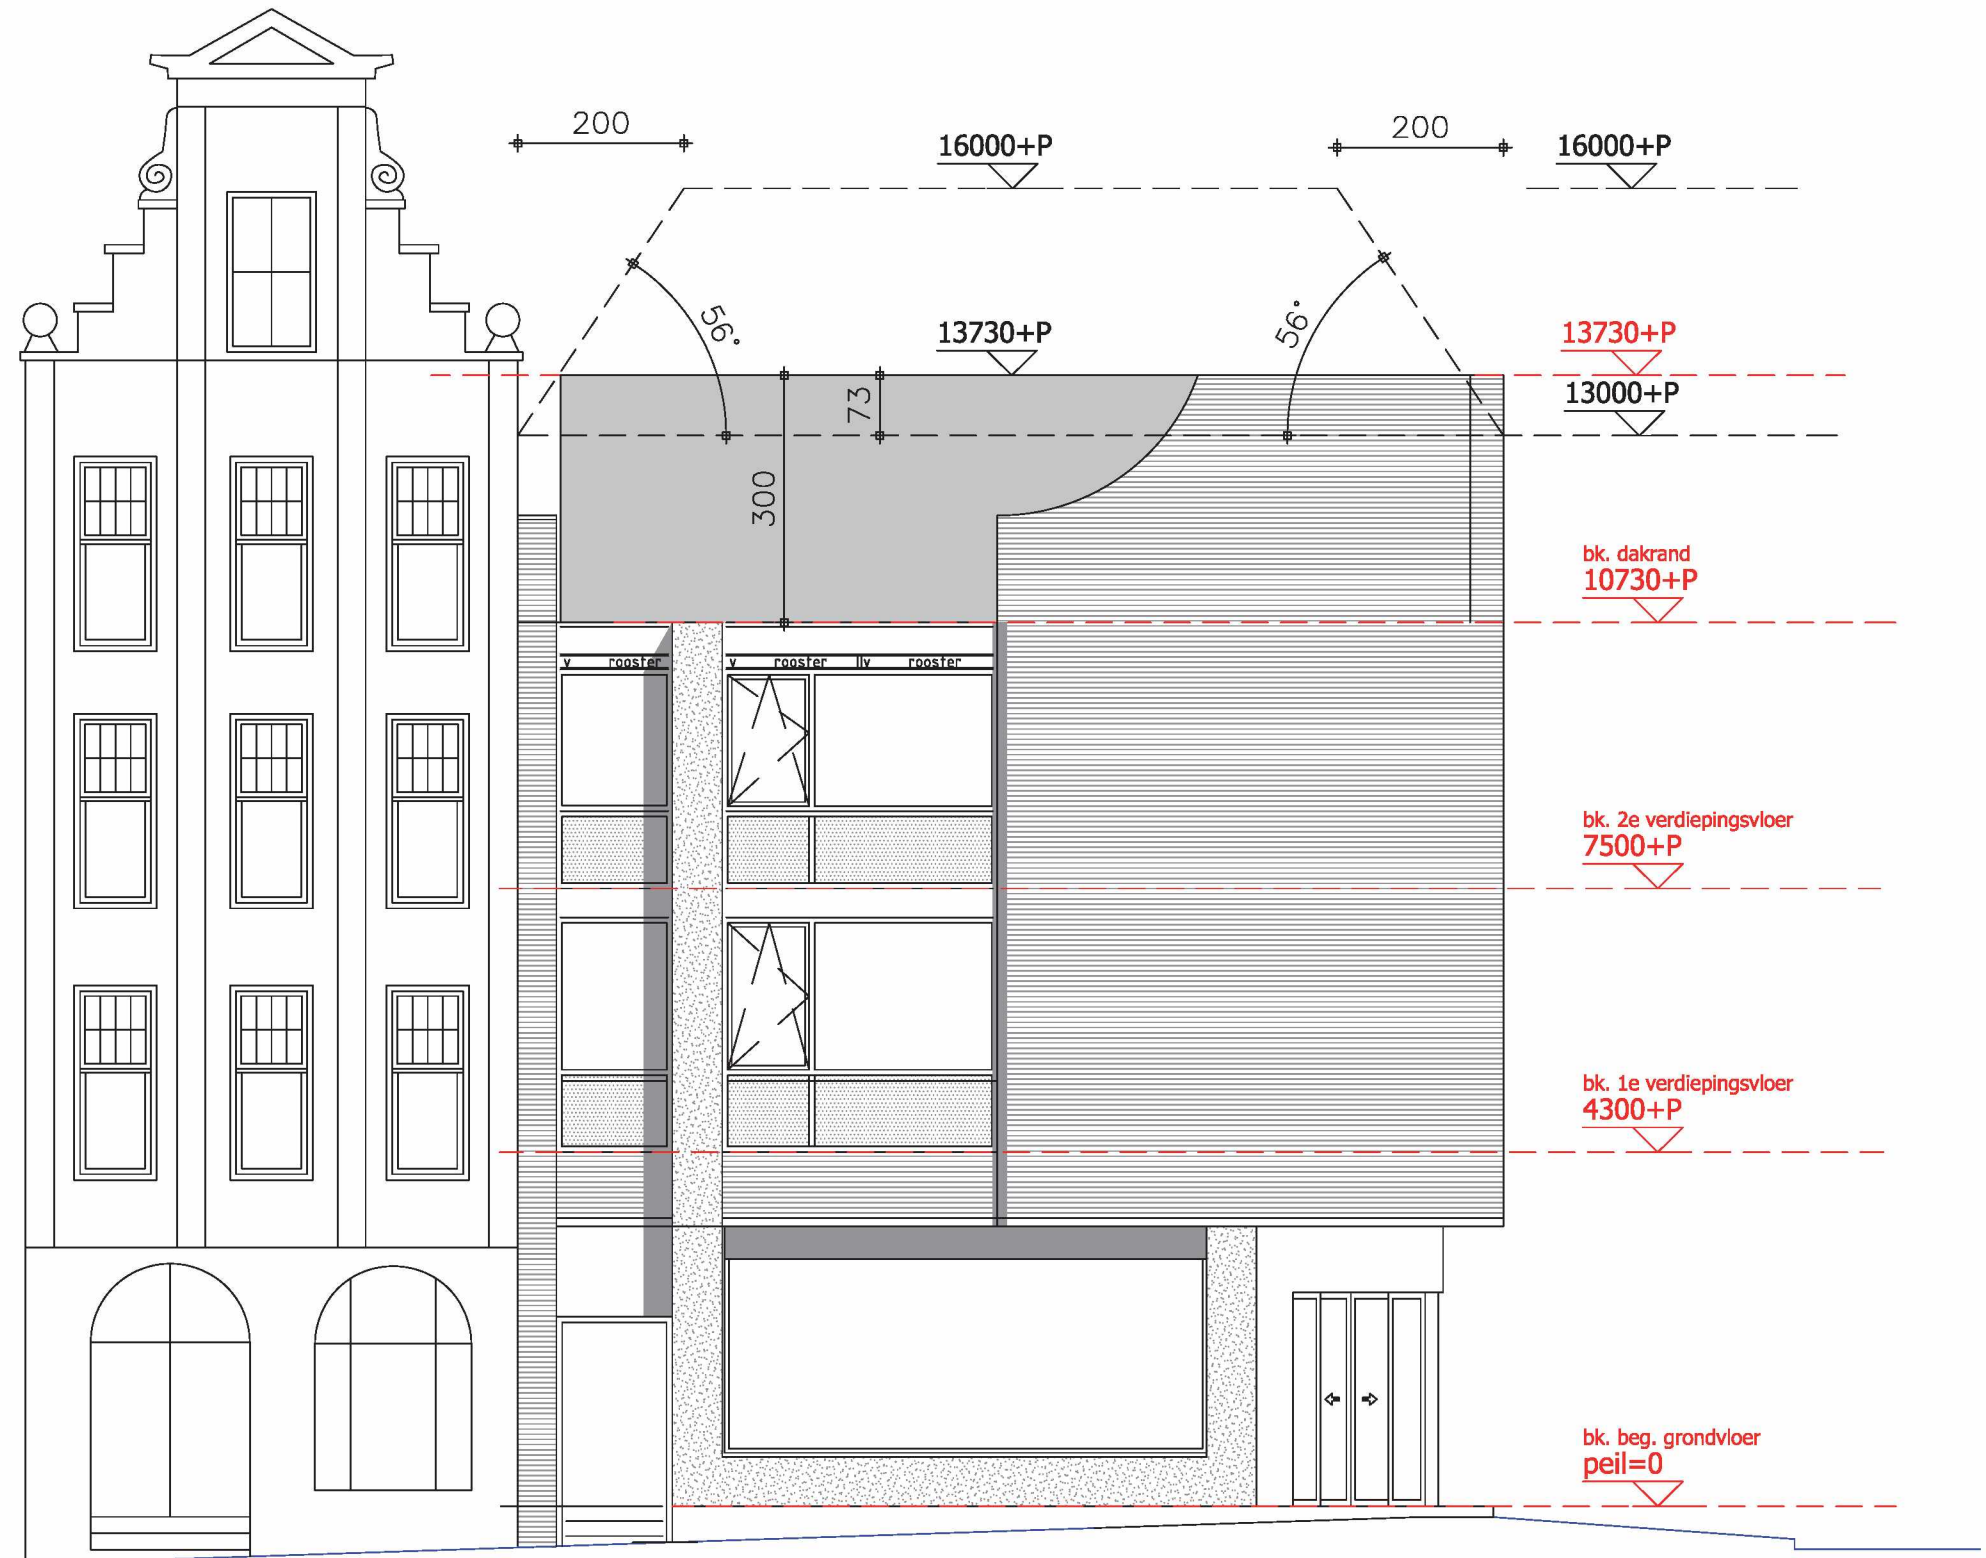 200
200
16000+P
16000+P
56°
56°
13730+P
13730+P
73
13000+P
300
bk. dakrand
10730+P
v rooster v rooster llv rooster
bk. 2e verdiepingsvloer
7500+P
bk. 1e verdiepingsvloer
4300+P
bk. beg. grondvloer
peil=0